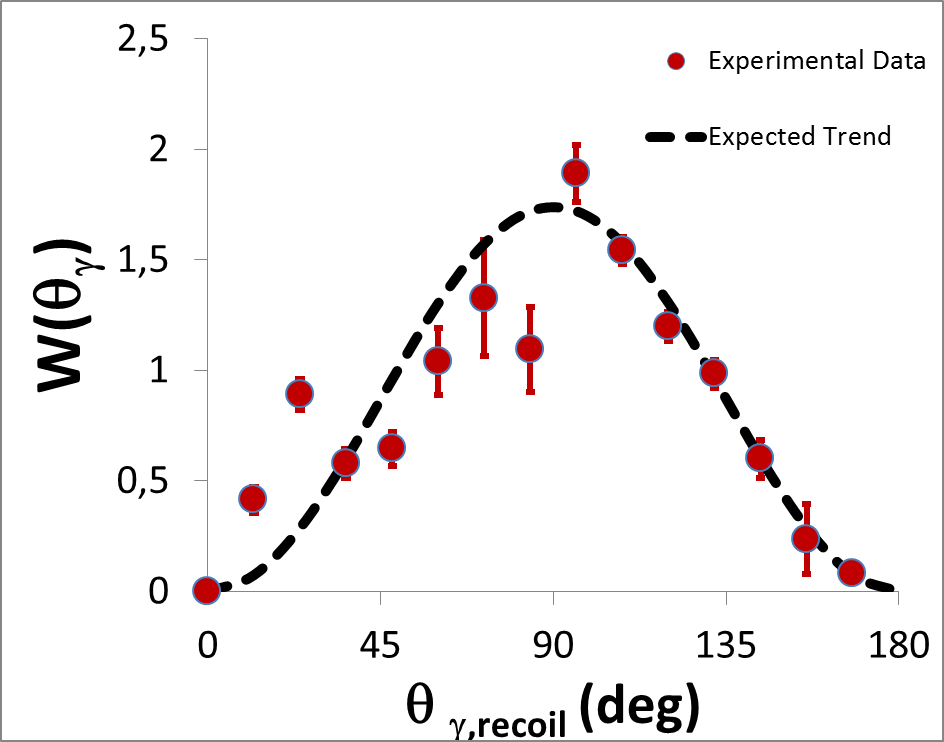 2,5
2
1,5
1
0,5
0
W(θγ)
Experimental Data
Expected Trend
0 45 90 135 180
θ γ,recoil (deg)